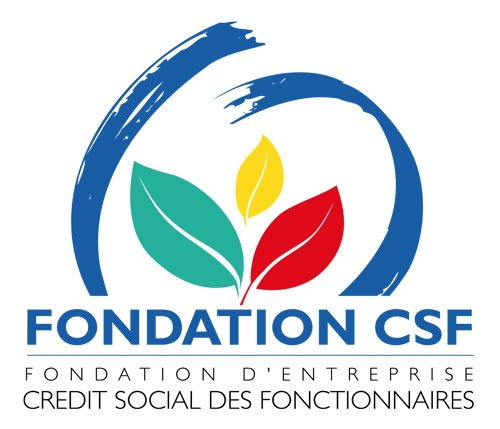 FONDATION CSF
FONDATION D'ENTREPRISE
CREDIT SOCIAL DES FONCTIONNAIRES